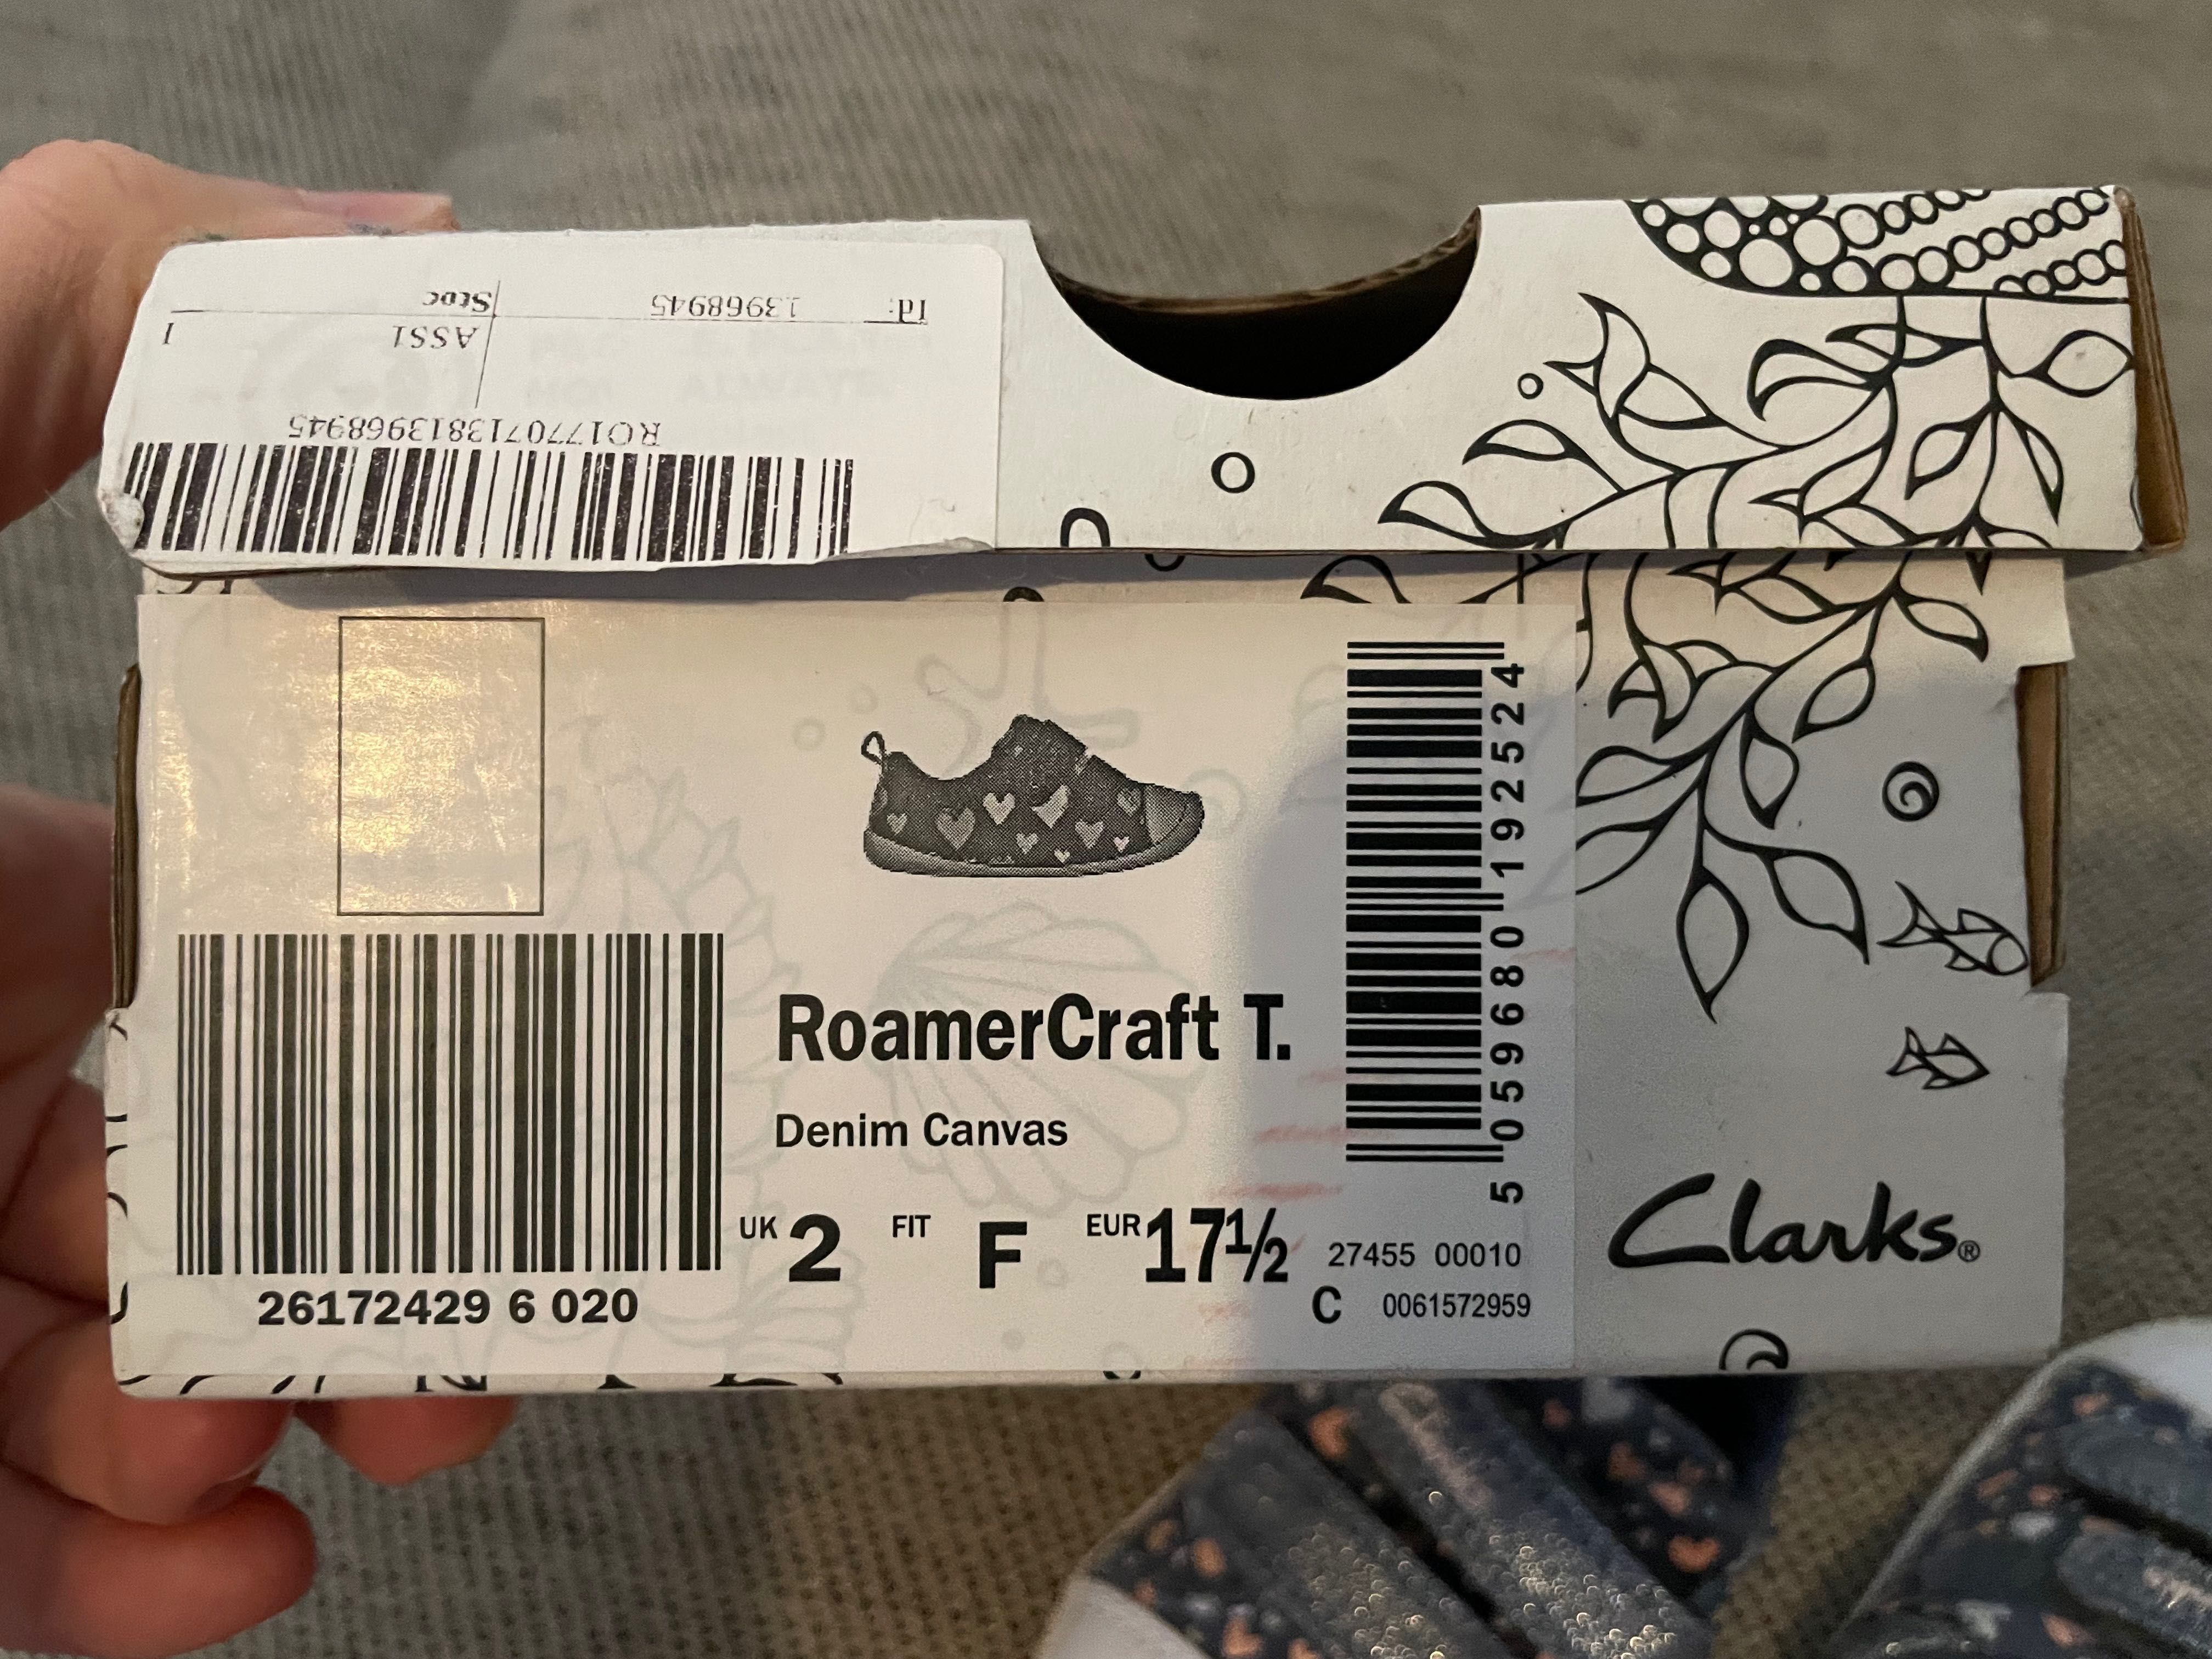 Id:
13968945
Stoc
ASS1
1
RO1770713813968945
5 059680 192524
RoamerCraft T.
Denim Canvas
UK 2 FIT F EUR 17½
27455 00010
C 0061572959
26172429 6 020
Clarks®